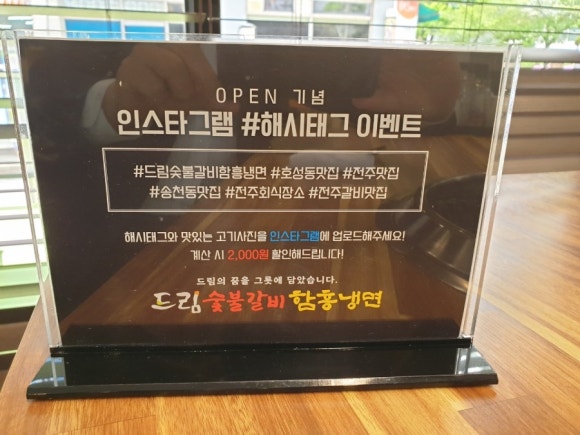 OPEN 기념
인스타그램 #해시태그 이벤트
#드림숯불갈비함흥냉면 #호성동맛집 #전주맛집
#송천동맛집 #전주회식장소 #전주갈비맛집
해시태그와 맛있는 고기사진을 인스타그램에 업로드해주세요!
계산 시 2,000원 할인해드립니다!
드림의 꿈을 그릇에 담았습니다.
드림숯불갈비함흥냉면